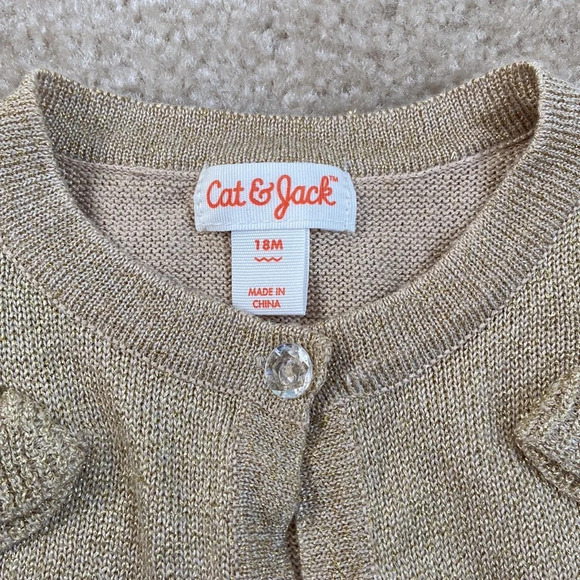 Cat & Jack™
18M
MADE IN
CHINA